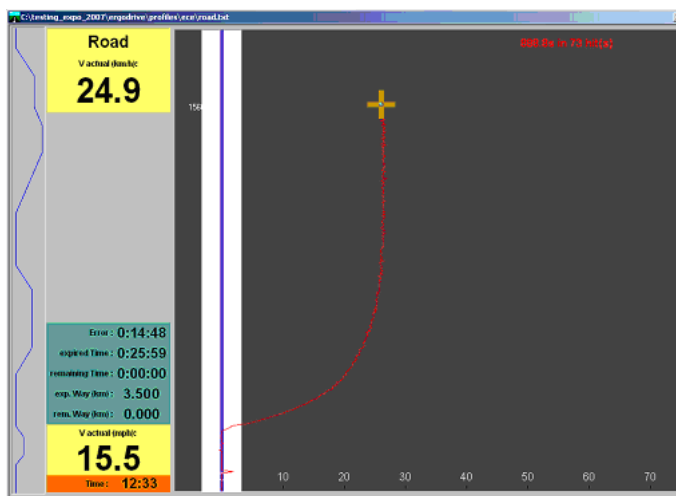 C:\testing_expo_2007\ergodrive\profiles\ece\road.txt
Road
V actual (km/h):
24.9
156
Error: 0:14:48
expired Time: 0:25:59
remaining Time: 0:00:00
exp. Way (km): 3.500
rem. Way (km): 0.000
V actual (mph):
15.5
Time: 12:33
10 20 30 40 50 60 70